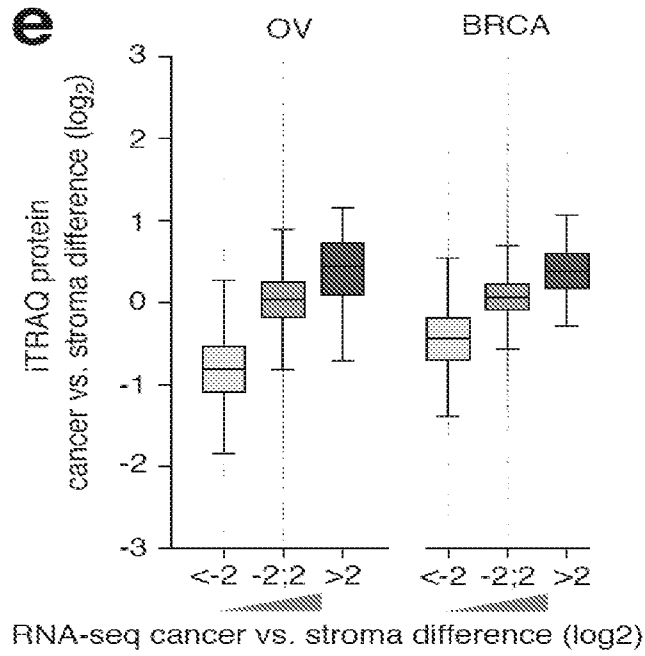 e
OV
BRCA
iTRAQ protein
cancer vs. stroma difference (log2)
3
2
1
0
-1
-2
-3
<-2 -2;2 >2
<-2 -2;2 >2
RNA-seq cancer vs. stroma difference (log2)